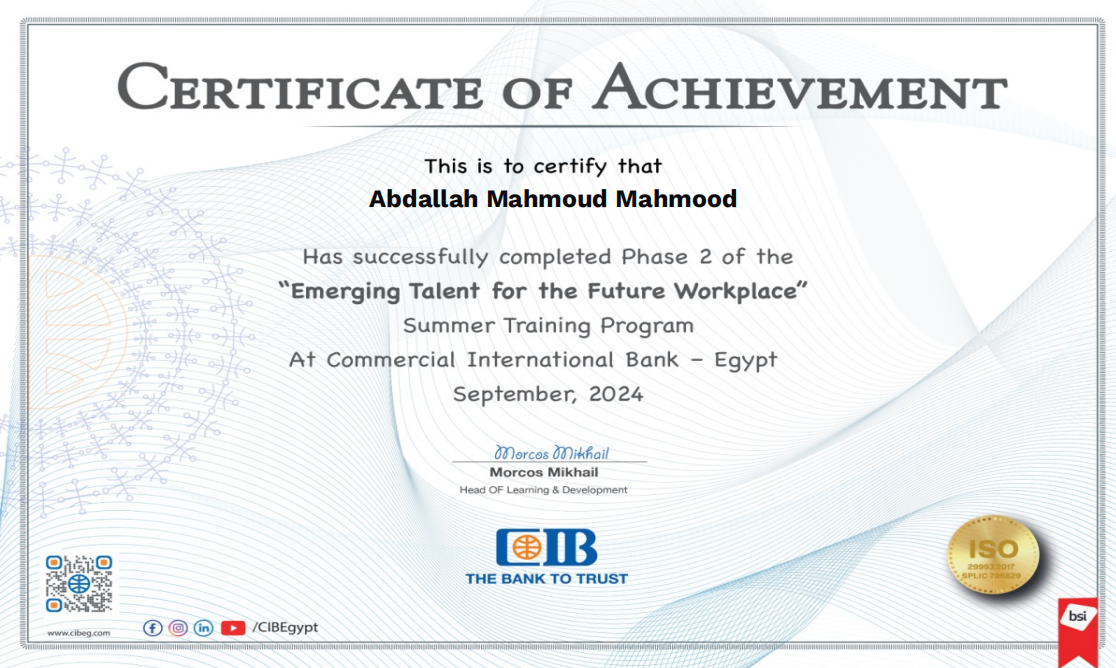 CERTIFICATE OF ACHIEVEMENT
This is to certify that
Abdallah Mahmoud Mahmood
Has successfully completed Phase 2 of the
“Emerging Talent for the Future Workplace”
Summer Training Program
At Commercial International Bank – Egypt
September, 2024
Morcos Mikhail
Morcos Mikhail
Head OF Learning & Development
CIB
THE BANK TO TRUST
ISO
29993:2017
SPLIC 796629
bsi
www.cibeg.com
/CIBEgypt